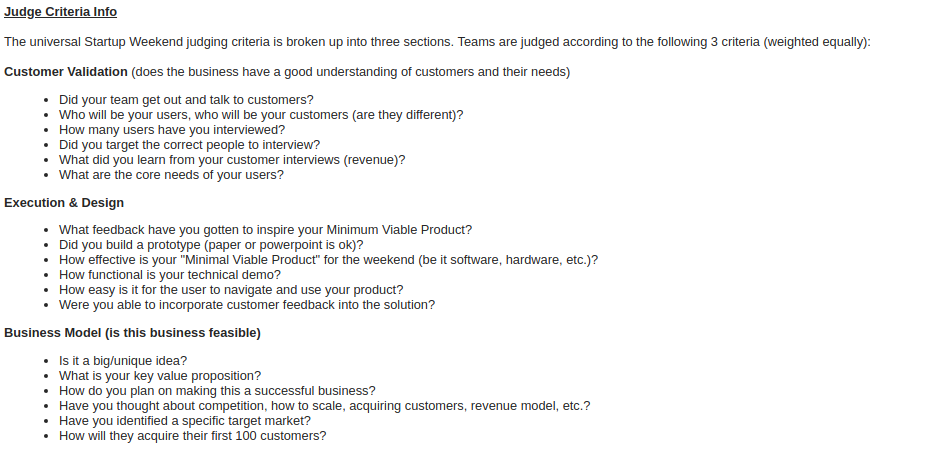 Judge Criteria Info
The universal Startup Weekend judging criteria is broken up into three sections. Teams are judged according to the following 3 criteria (weighted equally):
Customer Validation (does the business have a good understanding of customers and their needs)
• Did your team get out and talk to customers?
• Who will be your users, who will be your customers (are they different)?
• How many users have you interviewed?
• Did you target the correct people to interview?
• What did you learn from your customer interviews (revenue)?
• What are the core needs of your users?
Execution & Design
• What feedback have you gotten to inspire your Minimum Viable Product?
• Did you build a prototype (paper or powerpoint is ok)?
• How effective is your "Minimal Viable Product" for the weekend (be it software, hardware, etc.)?
• How functional is your technical demo?
• How easy is it for the user to navigate and use your product?
• Were you able to incorporate customer feedback into the solution?
Business Model (is this business feasible)
• Is it a big/unique idea?
• What is your key value proposition?
• How do you plan on making this a successful business?
• Have you thought about competition, how to scale, acquiring customers, revenue model, etc.?
• Have you identified a specific target market?
• How will they acquire their first 100 customers?